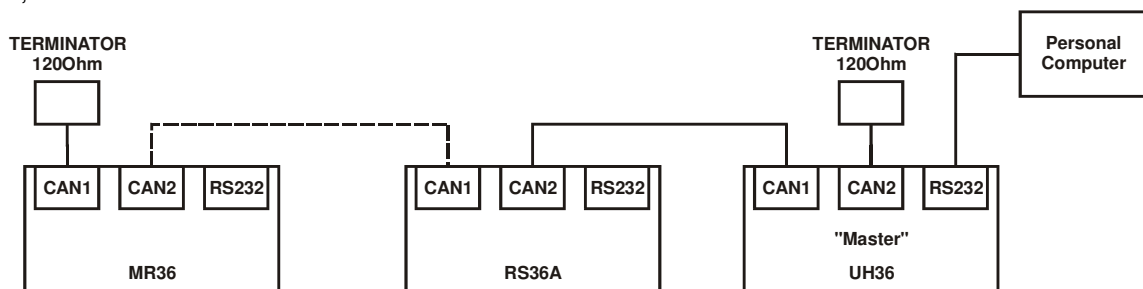 TERMINATOR
120Ohm
TERMINATOR
120Ohm
Personal
Computer
CAN1
CAN2
RS232
MR36
CAN1
CAN2
RS232
RS36A
CAN1
CAN2
RS232
"Master"
UH36